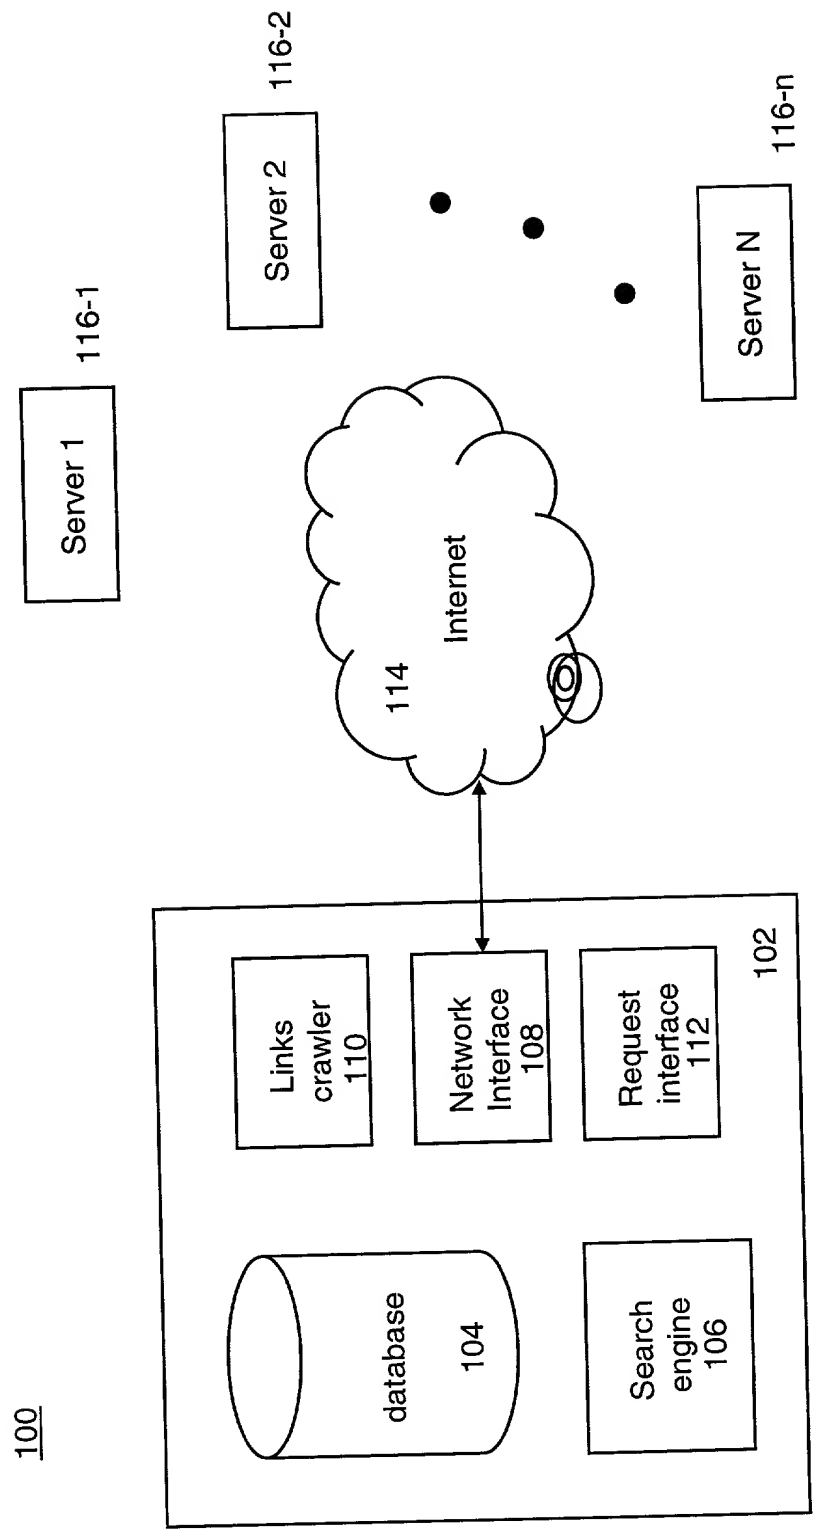 100
database
104
Search
engine
106
Links
crawler
110
Network
Interface
108
Request
interface
112
102
114
Internet
Server 1
116-1
Server 2
116-2
Server N
116-n